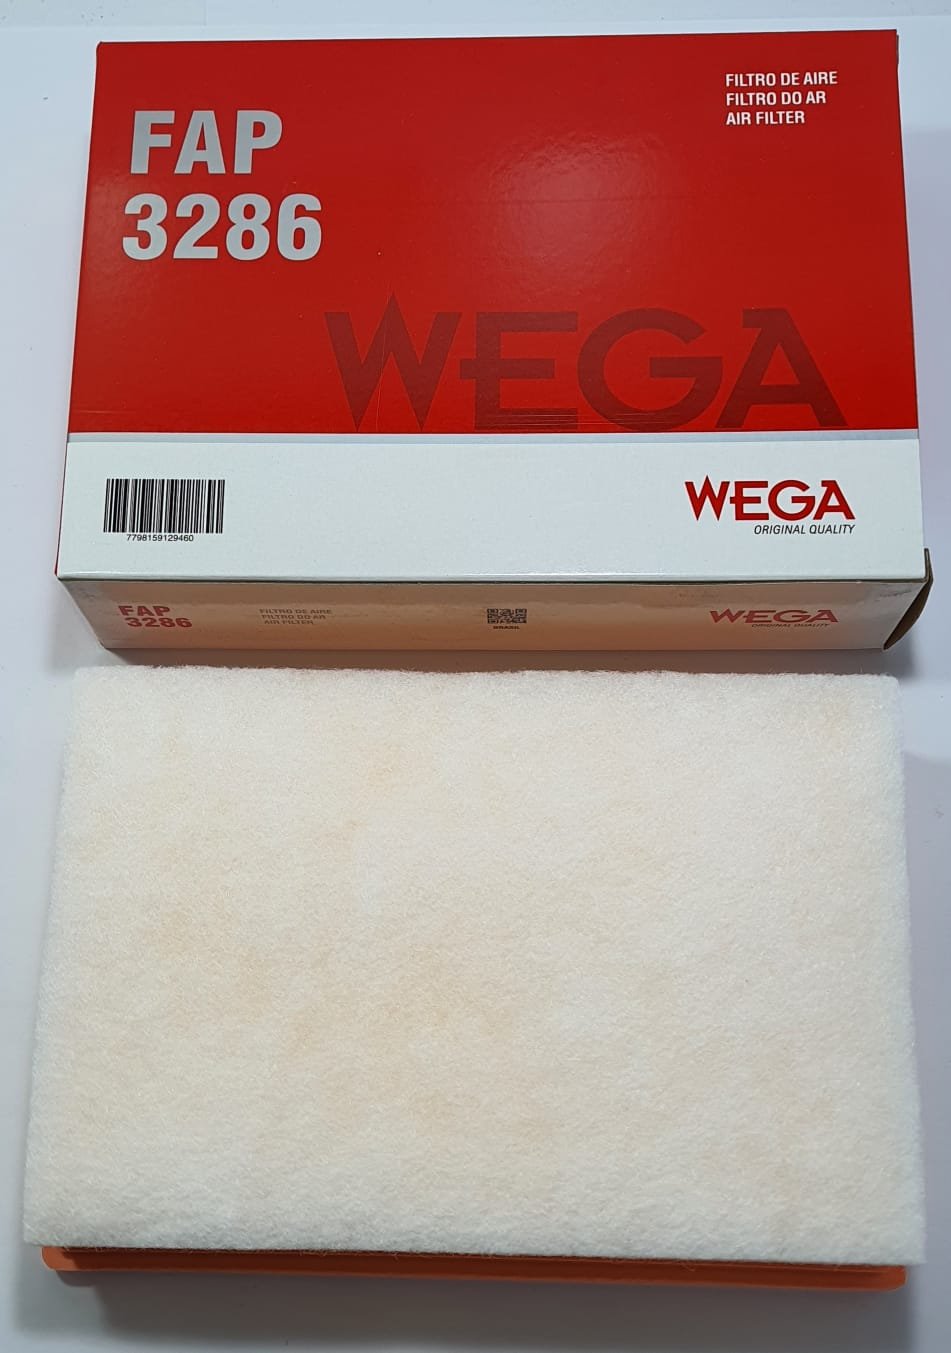 FAP
3286
FILTRO DE AIRE
FILTRO DO AR
AIR FILTER
WEGA
7798159129460
WEGA
ORIGINAL QUALITY
FAP
3286
FILTRO DE AIRE
FILTRO DO AR
AIR FILTER
BRASIL
WEGA
ORIGINAL QUALITY